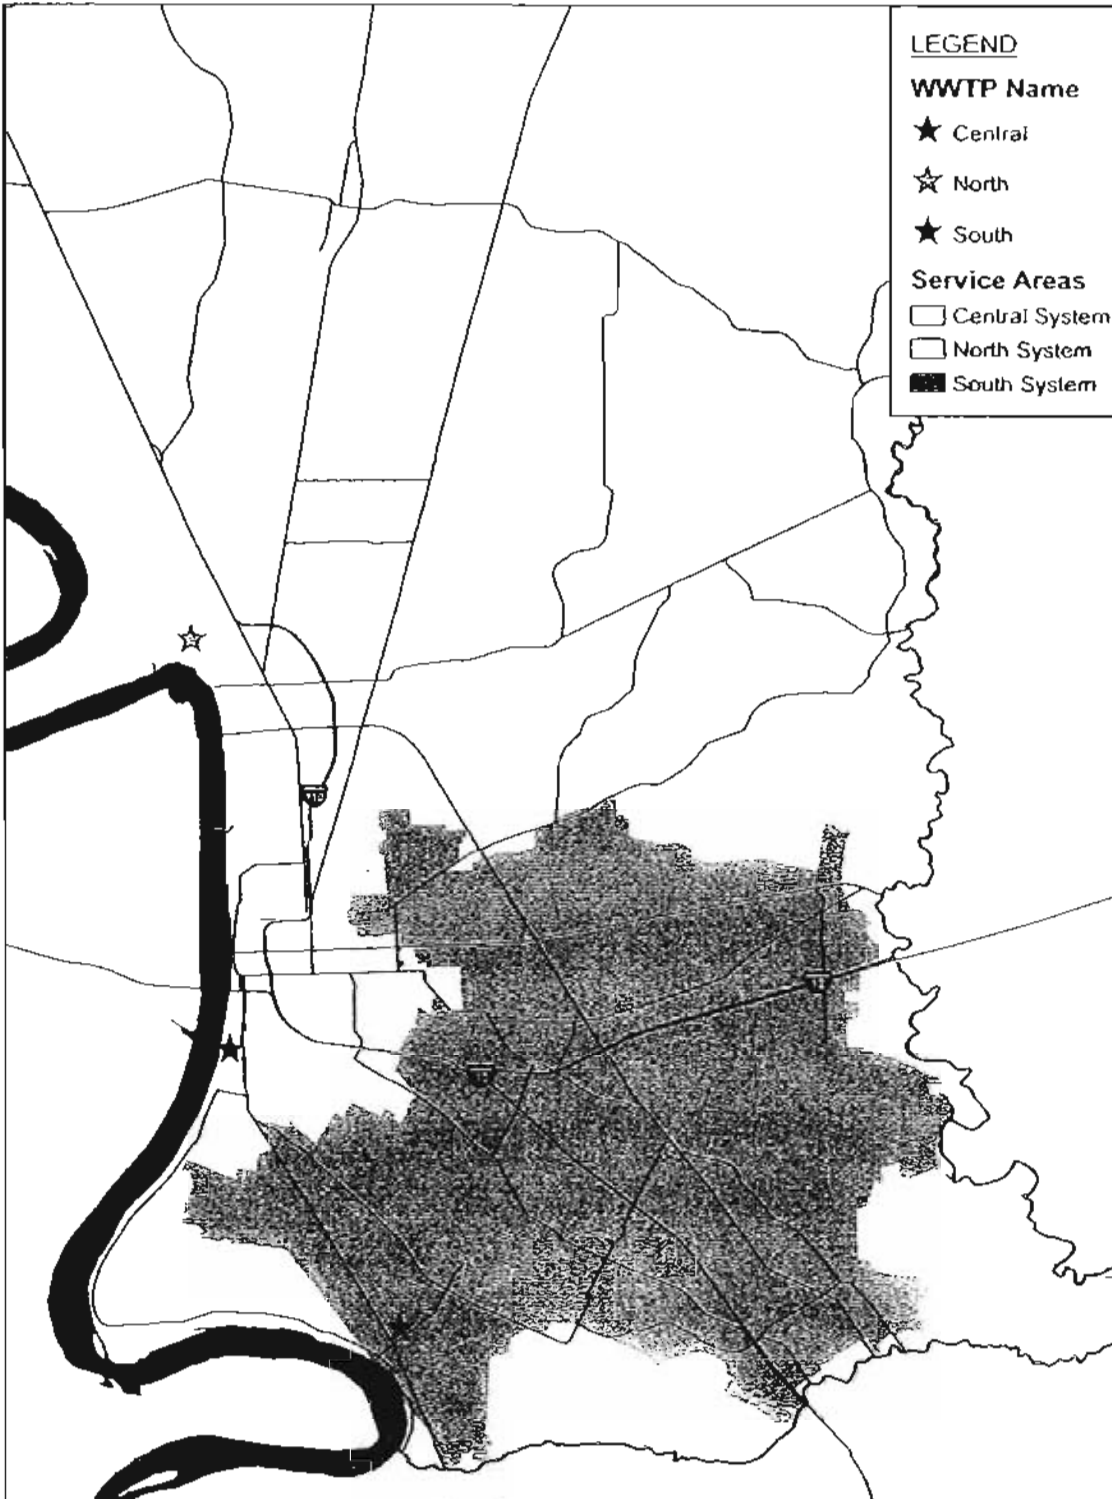 LEGEND
WWTP Name
Central
North
South
Service Areas
Central System
North System
South System